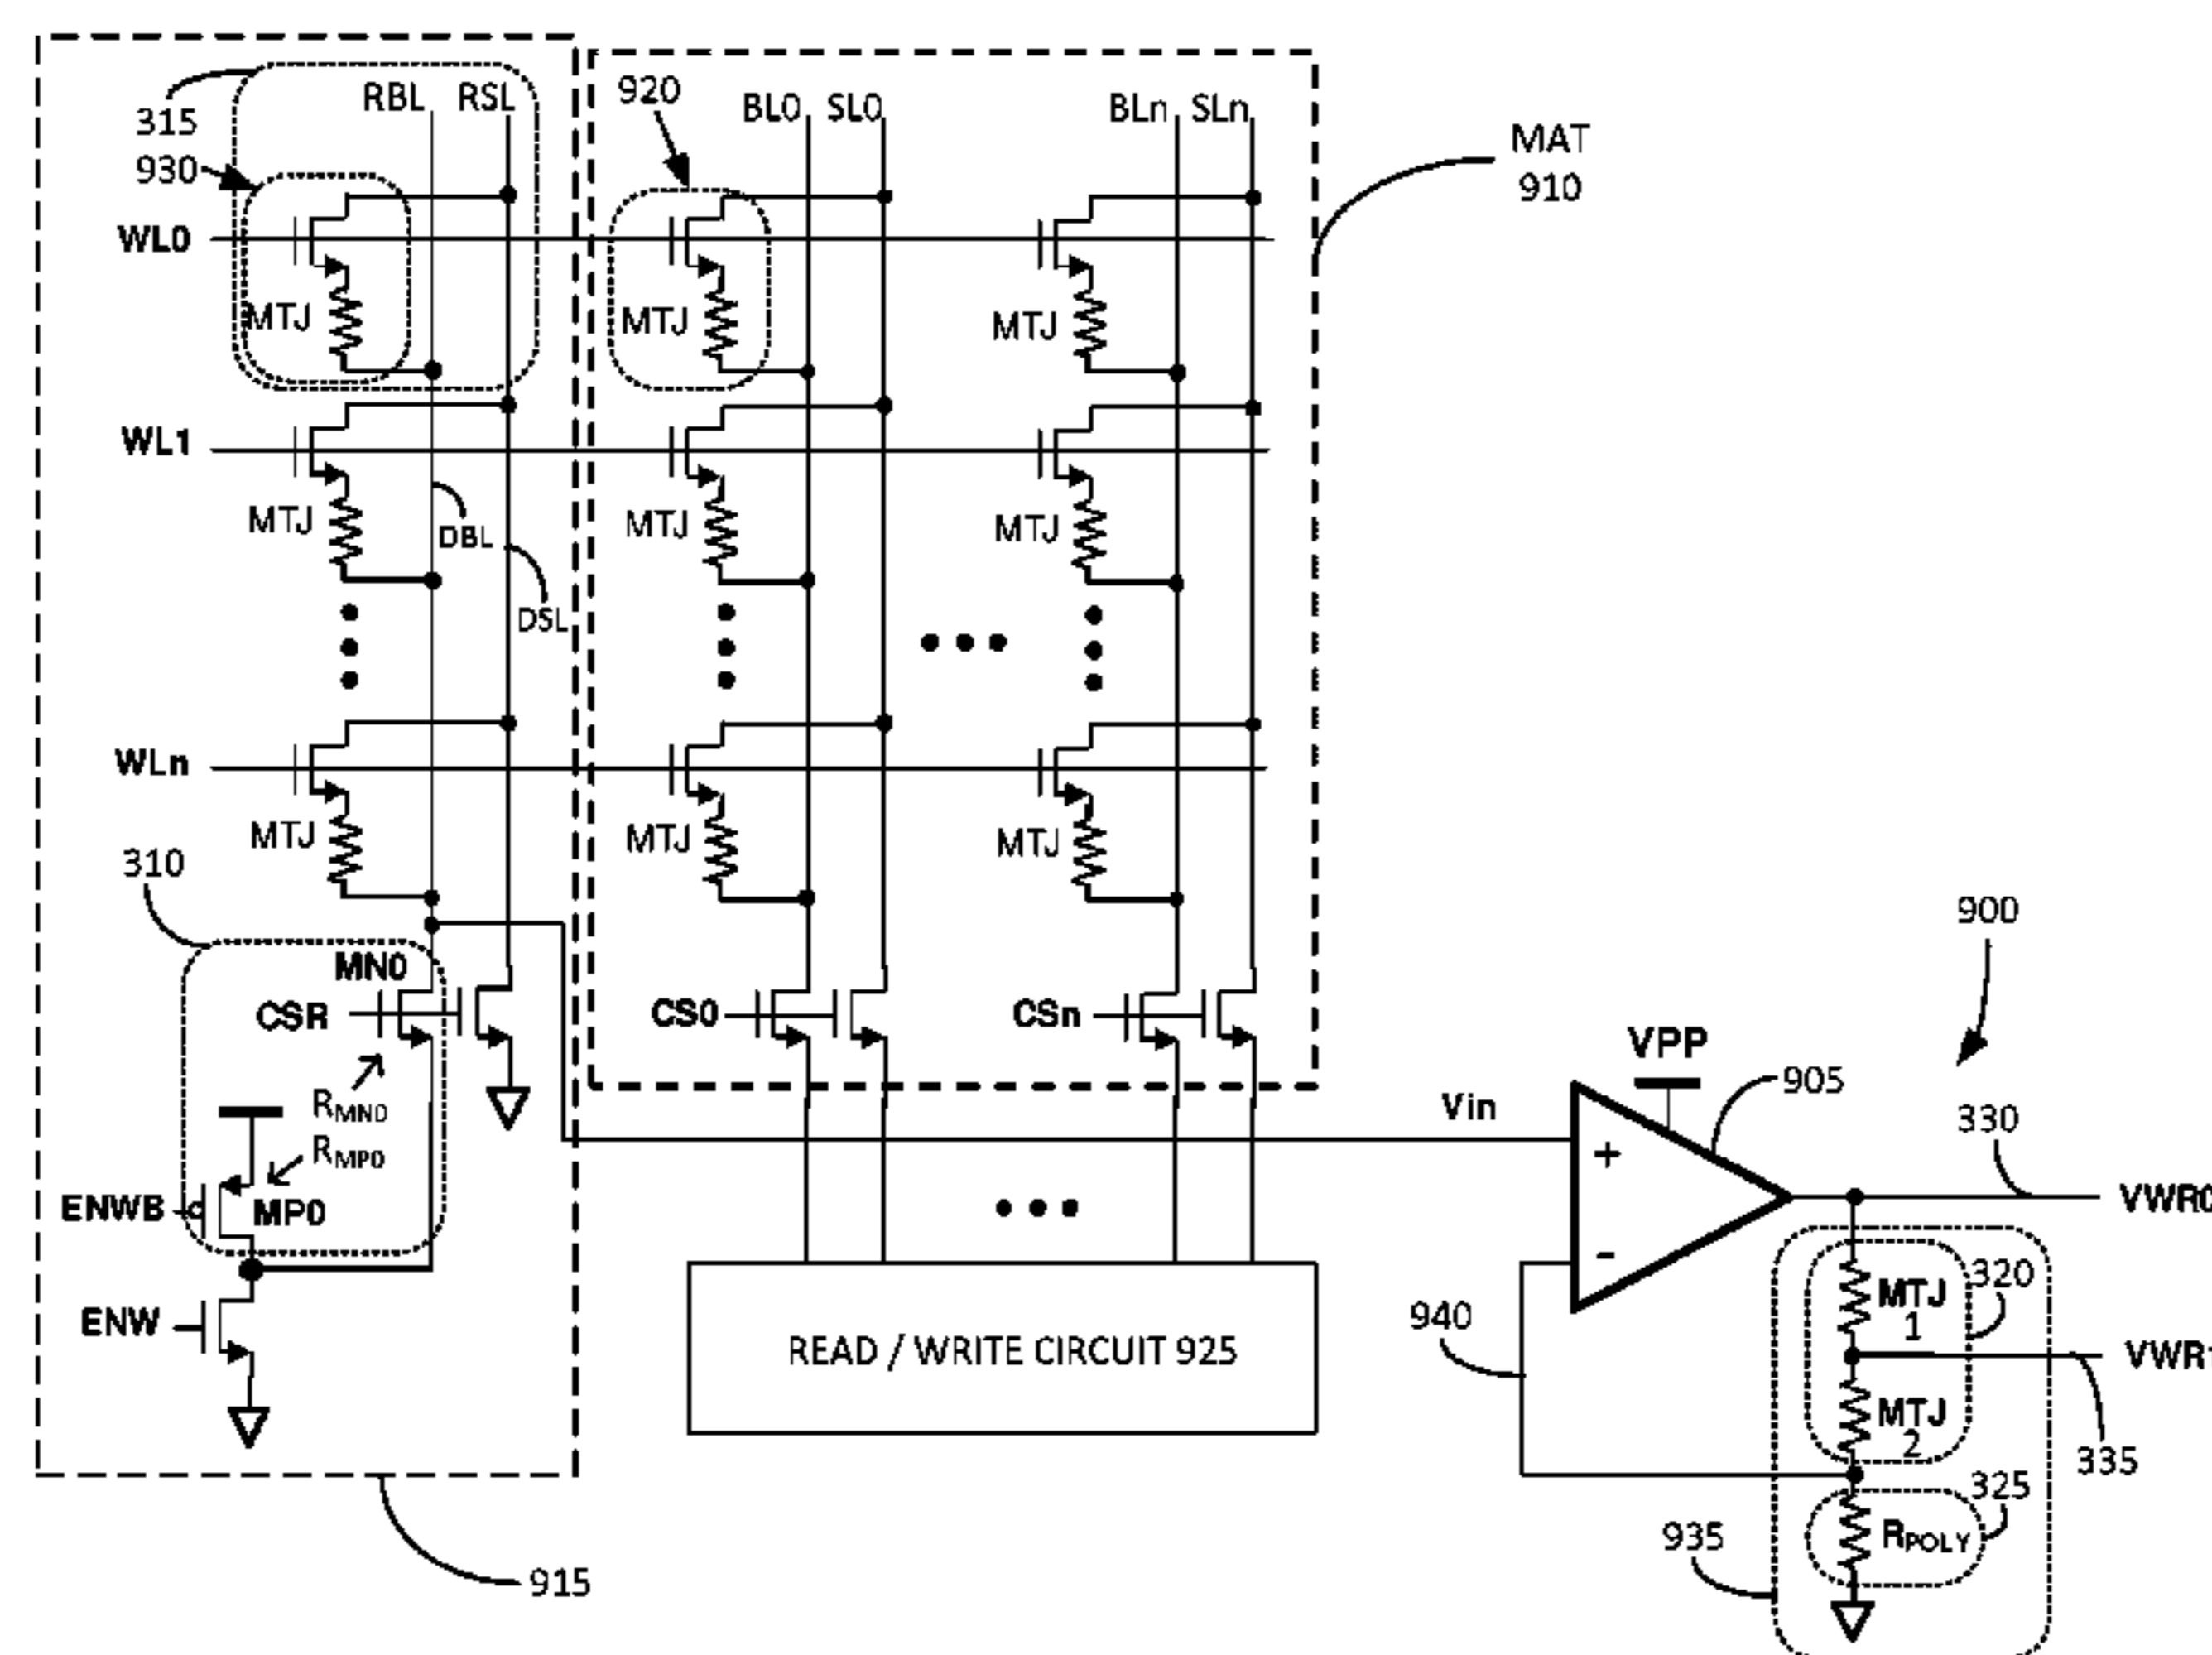 315
930
RBL RSL
920
BL0 SL0
BLn SLn
MAT
910
WL0
MTJ
MTJ
MTJ
WL1
MTJ
DBL
DSL
MTJ
MTJ
WLn
MTJ
MTJ
MTJ
310
MN0
CSR
CS0
CSn
RMN0
RMP0
ENWB
MP0
ENW
915
READ / WRITE CIRCUIT 925
Vin
VPP
905
900
330
+
-
VWR0
940
MTJ
1
320
MTJ
2
335
325
RPOLY
935